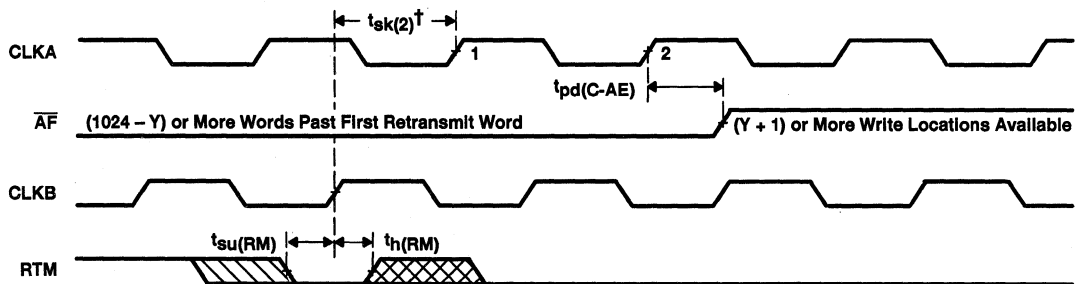 tsk(2)†
CLKA
1
2
tpd(C-AE)
AF
(1024 – Y) or More Words Past First Retransmit Word
(Y + 1) or More Write Locations Available
CLKB
tsu(RM)
th(RM)
RTM